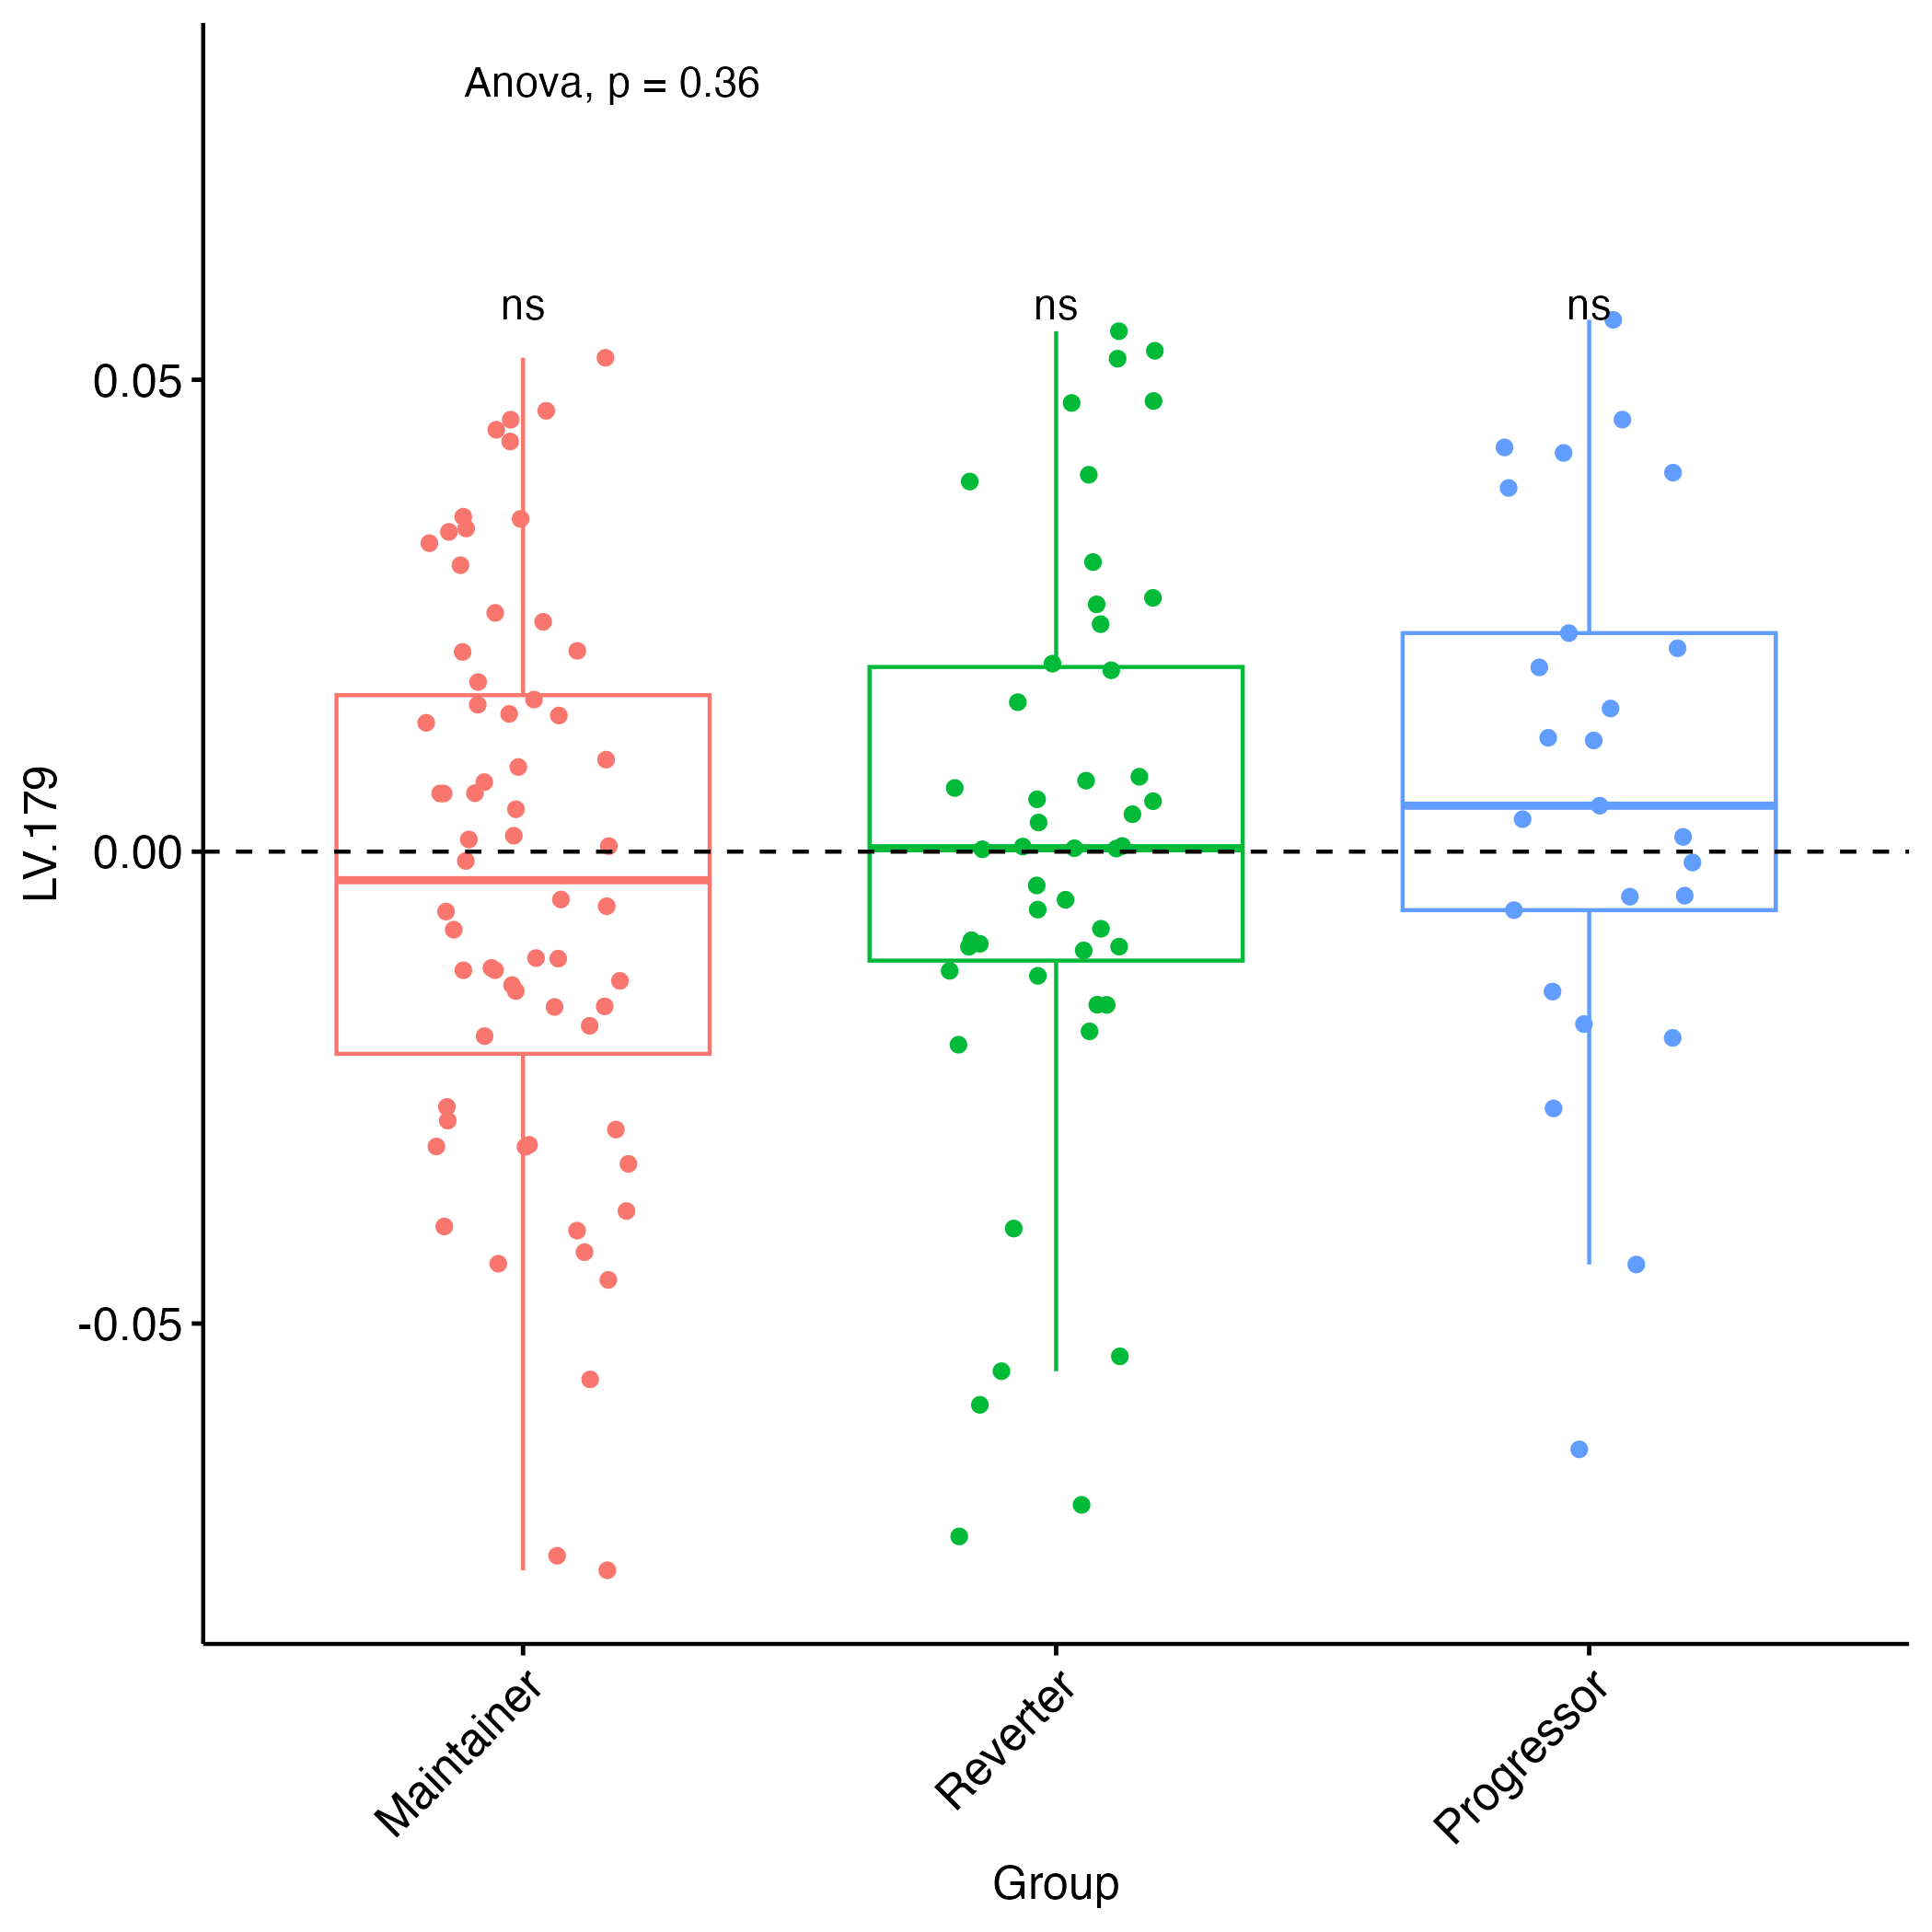 Anova, p = 0.36
ns ns ns
0.05
0.00
-0.05
LV.179
Maintainer Reverter Progressor
Group